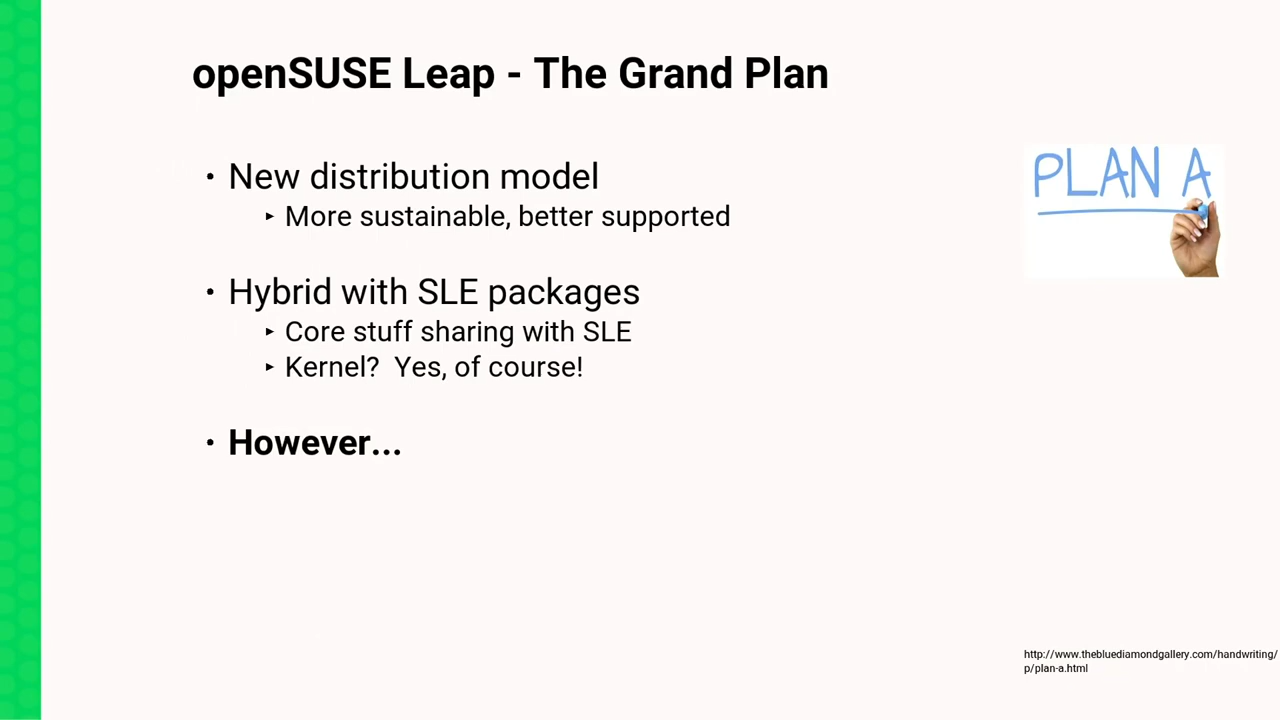 openSUSE Leap - The Grand Plan
• New distribution model
▸ More sustainable, better supported
• Hybrid with SLE packages
▸ Core stuff sharing with SLE
▸ Kernel?  Yes, of course!
• However...
PLAN A
http://www.thebluediamondgallery.com/handwriting/
p/plan-a.html